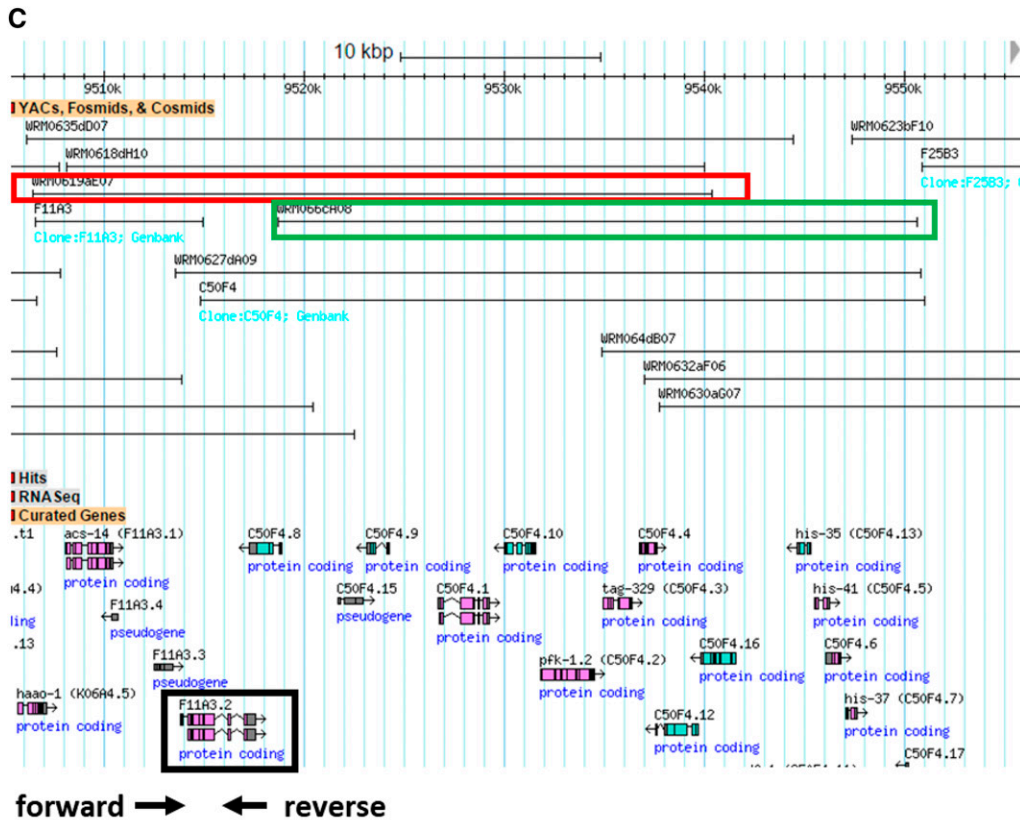 C
10 kbp
9510k 9520k 9530k 9540k 9550k
YACs, Fosmids, & Cosmids
WRM0635dD07 WRM0623bF10
WRM0618dH10 F25B3
Clone:F25B3;
WRM0619aE07
F11A3 WRM066cA08
Clone:F11A3; Genbank
WRM0627dA09
C50F4
Clone:C50F4; Genbank
WRM064dB07
WRM0632aF06
WRM0630aG07
Hits
RNASeq
Curated Genes
.t1 acs-14 (F11A3.1) C50F4.8 C50F4.9 C50F4.10 C50F4.4 his-35 (C50F4.13)
protein coding protein coding protein coding protein coding protein coding
protein coding
4.4) F11A3.4 C50F4.15 C50F4.1 tag-329 (C50F4.3) his-41 (C50F4.5)
ling pseudogene pseudogene protein coding protein coding
protein coding
.13 F11A3.3 pfk-1.2 (C50F4.2) C50F4.16 C50F4.6
pseudogene protein coding protein coding protein coding
haao-1 (K06A4.5) F11A3.2 C50F4.12 his-37 (C50F4.7)
protein coding protein coding protein coding protein coding
C50F4.17
forward reverse